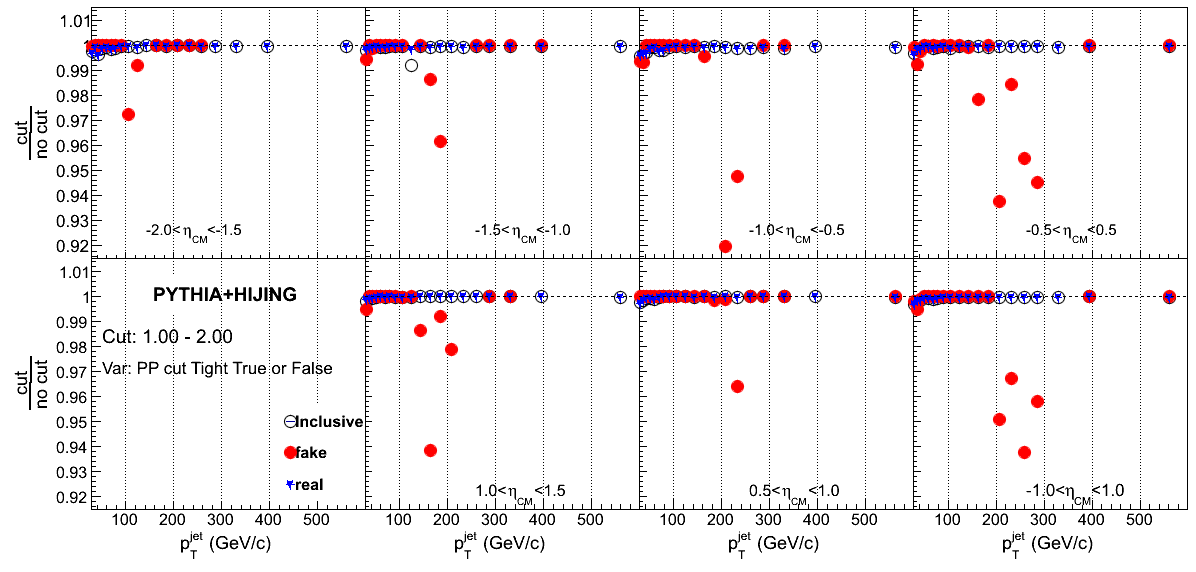 1.01
1
0.99
0.98
0.97
0.96
0.95
0.94
0.93
0.92
cut
no cut
-2.0<η_CM<-1.5
-1.5<η_CM<-1.0
-1.0<η_CM<-0.5
-0.5<η_CM<0.5
1.01
1
0.99
0.98
0.97
0.96
0.95
0.94
0.93
0.92
cut
no cut
PYTHIA+HIJING
Cut: 1.00 - 2.00
Var: PP cut Tight True or False
Inclusive
fake
real
1.0<η_CM<1.5
0.5<η_CM<1.0
-1.0<η_CM<1.0
100 200 300 400 500 100 200 300 400 500 100 200 300 400 500 100 200 300 400 500
p_T^jet (GeV/c) p_T^jet (GeV/c) p_T^jet (GeV/c) p_T^jet (GeV/c)